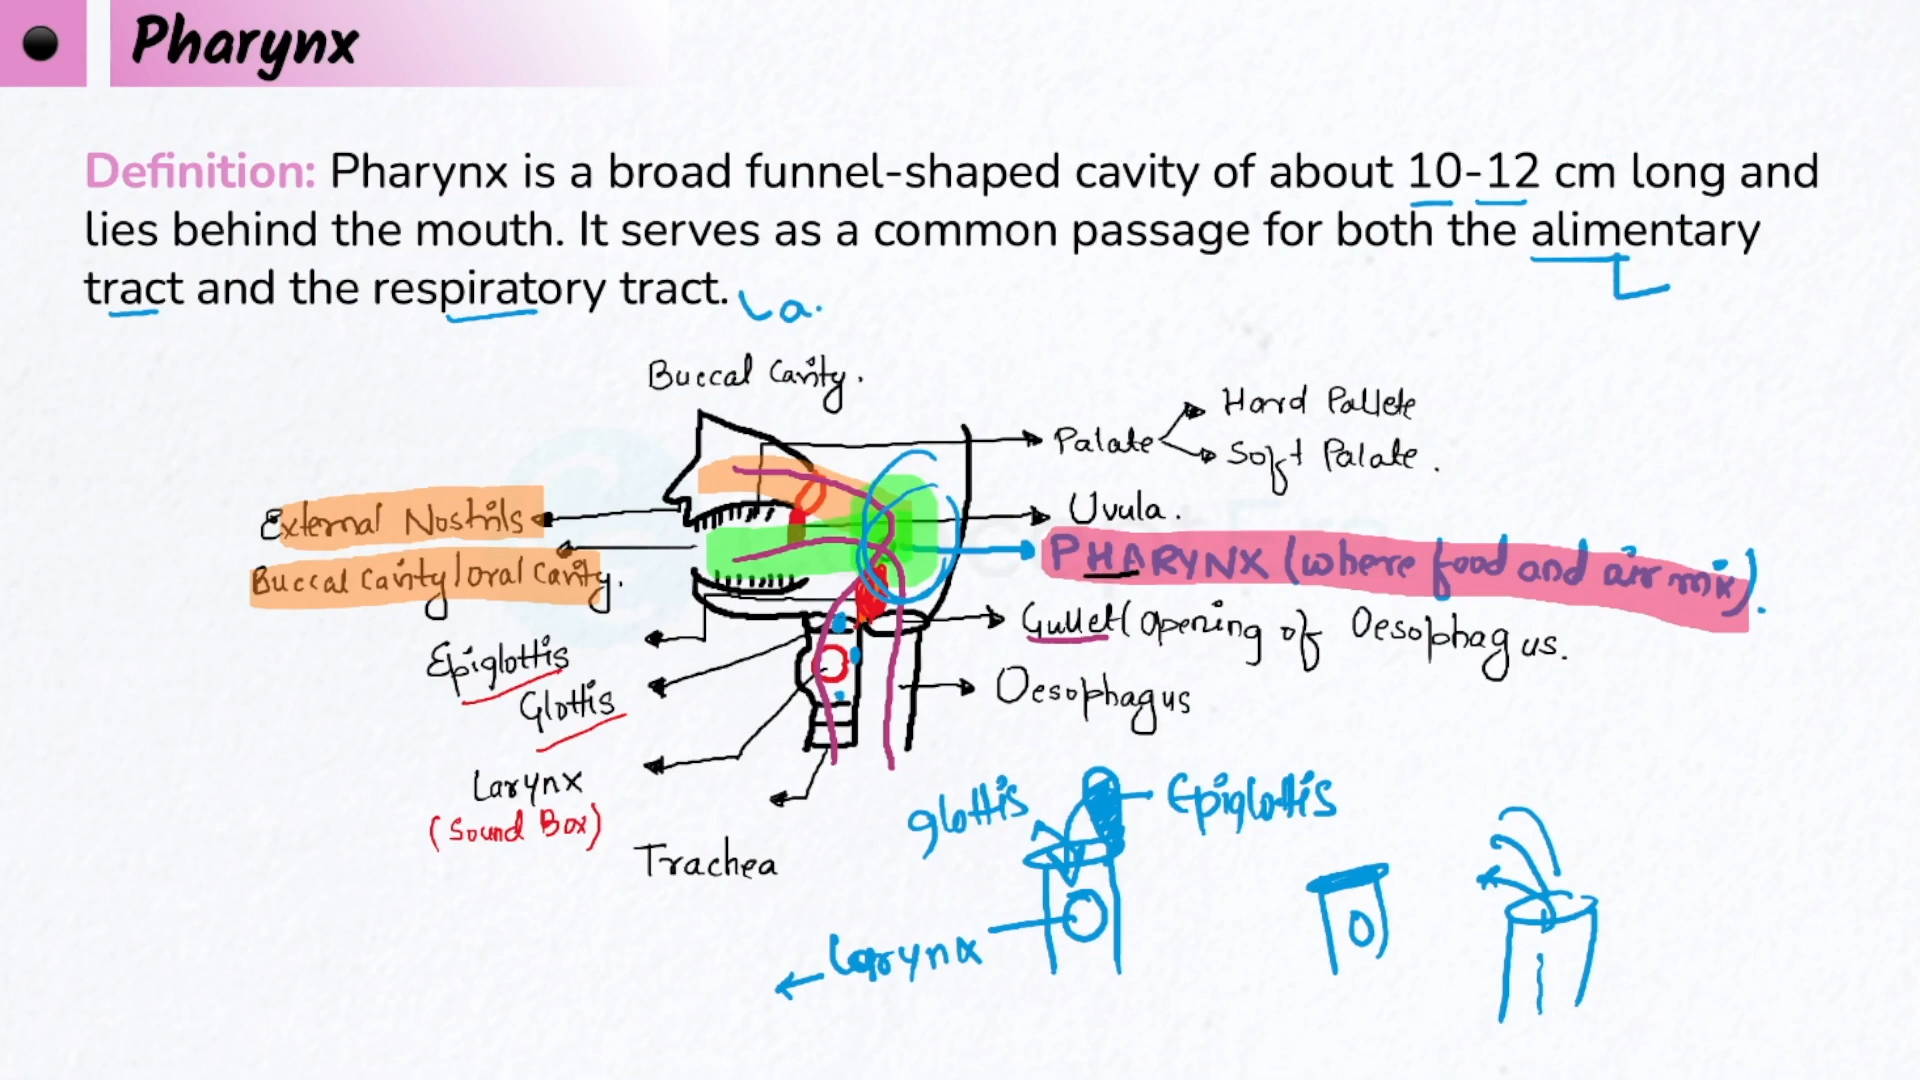 Pharynx
Definition: Pharynx is a broad funnel-shaped cavity of about 10-12 cm long and
lies behind the mouth. It serves as a common passage for both the alimentary
tract and the respiratory tract.
Buccal Cavity.
Hard Pallete
Palate
Soft Palate.
External Nostrils
Uvula.
PHARYNX (where food and air mix).
Buccal Cavity/Oral Cavity.
Gullet (opening of Oesophagus.
Epiglottis
Glottis
Oesophagus
Larynx
(Sound Box)
Trachea
glottis
Epiglottis
Larynx